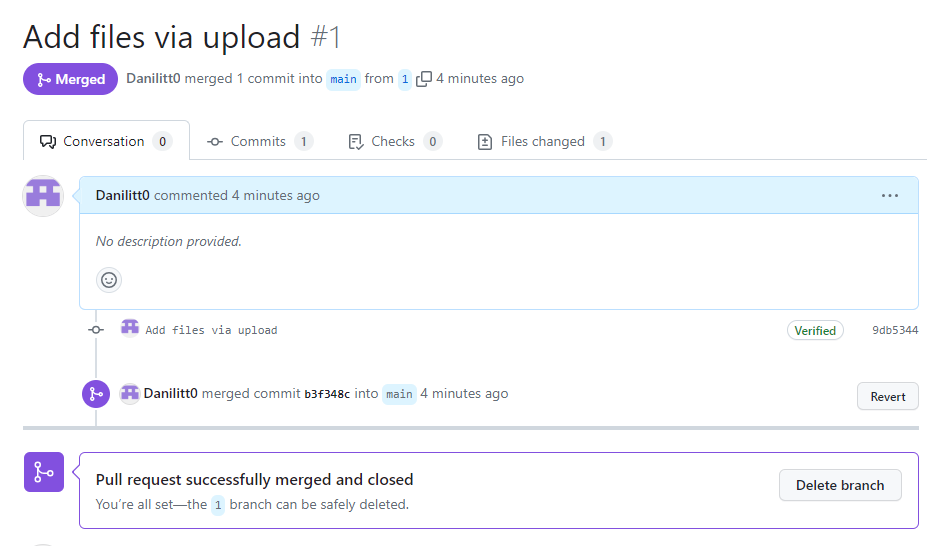 Add files via upload #1
Merged Danilitt0 merged 1 commit into main from 1 4 minutes ago
Conversation 0 Commits 1 Checks 0 Files changed 1
Danilitt0 commented 4 minutes ago
No description provided.
Add files via upload Verified 9db5344
Danilitt0 merged commit b3f348c into main 4 minutes ago Revert
Pull request successfully merged and closed
You're all set—the 1 branch can be safely deleted.
Delete branch